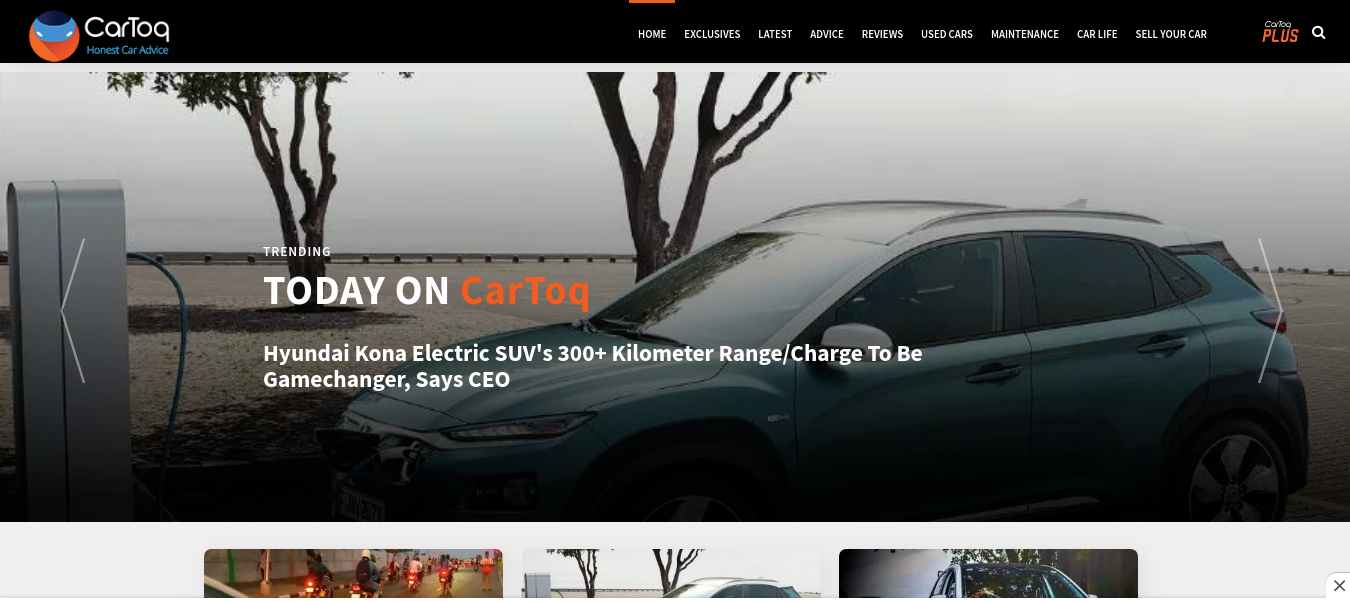 CarToq
Honest Car Advice
HOME EXCLUSIVES LATEST ADVICE REVIEWS USED CARS MAINTENANCE CAR LIFE SELL YOUR CAR
CarToq
PLUS
TRENDING
TODAY ON CarToq
Hyundai Kona Electric SUV's 300+ Kilometer Range/Charge To Be
Gamechanger, Says CEO